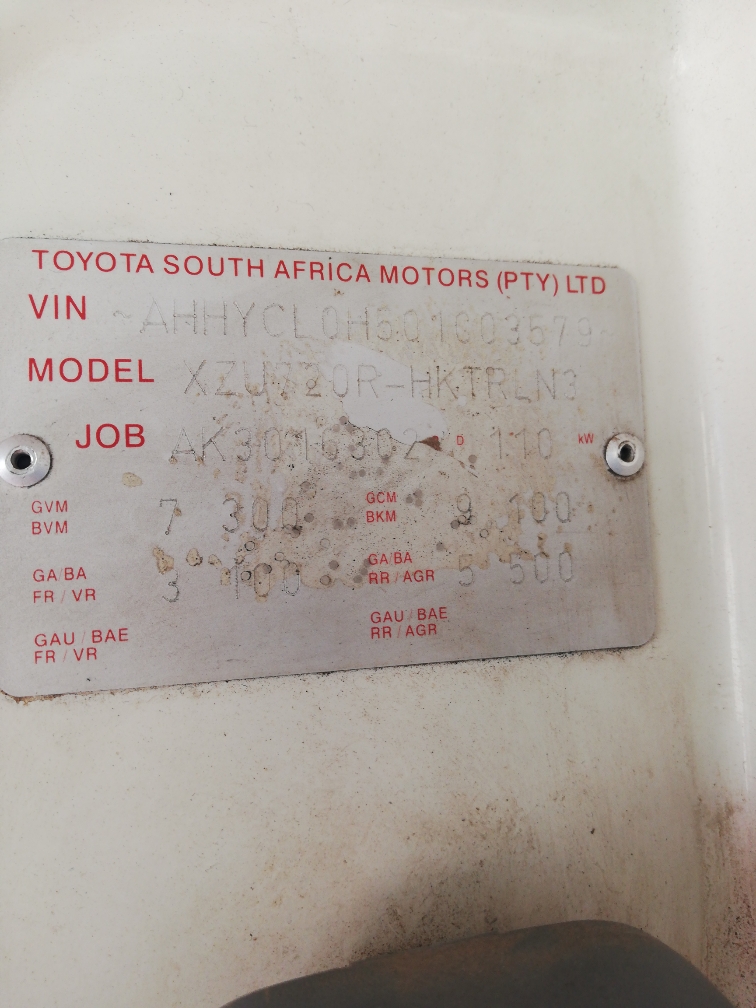 TOYOTA SOUTH AFRICA MOTORS (PTY) LTD
VIN ~AHHYCL0H501G03579~
MODEL XZU720R-HKTRLN3
JOB D 110 kW
GVM 7 300 GCM 9 100
BVM BKM
GA/BA 3 100 GA/BA 5 500
FR / VR RR / AGR
GAU / BAE GAU / BAE
FR / VR RR / AGR